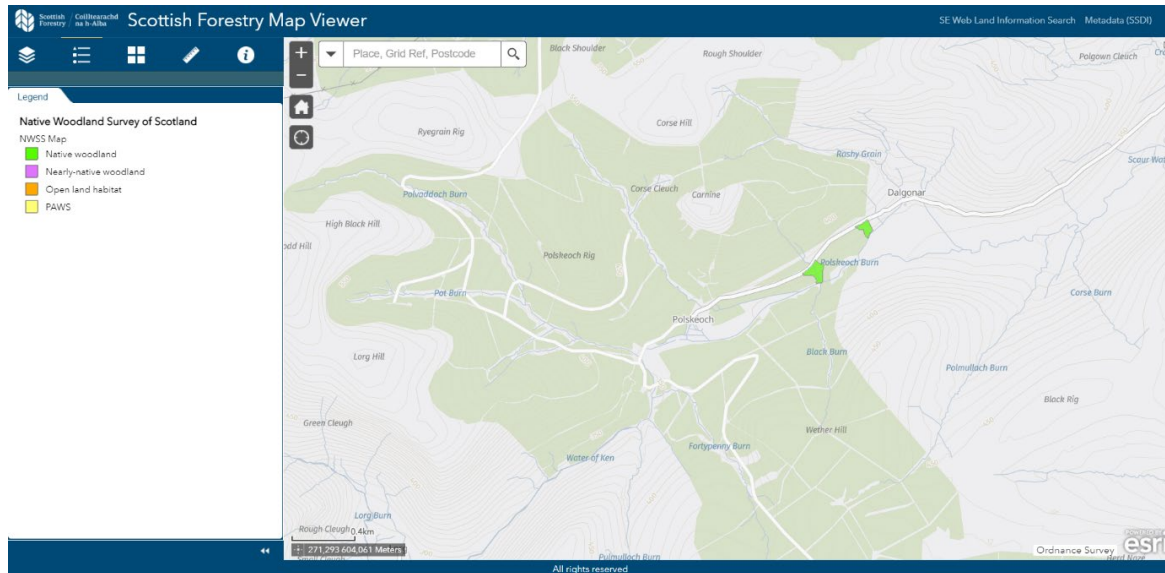 Scottish Forestry
Coilltearachd na h-Alba
Scottish Forestry Map Viewer
SE Web Land Information Search
Metadata (SSDI)
Legend
Native Woodland Survey of Scotland
NWSS Map
Native woodland
Nearly-native woodland
Open land habitat
PAWS
+
−
Place, Grid Ref, Postcode
Black Shoulder
Rough Shoulder
Polgown Cleuch
Ryegrain Rig
Corse Hill
Rashy Grain
Scaur Wat
Polvaddoch Burn
Corse Cleuch
Carnine
Dalgonar
High Black Hill
odd Hill
Polskeoch Rig
Polskeoch Burn
Pot Burn
Corse Burn
Polskeoch
Lorg Hill
Black Burn
Polmullach Burn
Black Rig
Green Cleugh
Wether Hill
Fortypenny Burn
Water of Ken
Lorg Burn
Rough Cleugh
0.4km
271,293 604,061 Meters
Pulmulloch Burn
Ordnance Survey
POWERED BY
esri
All rights reserved